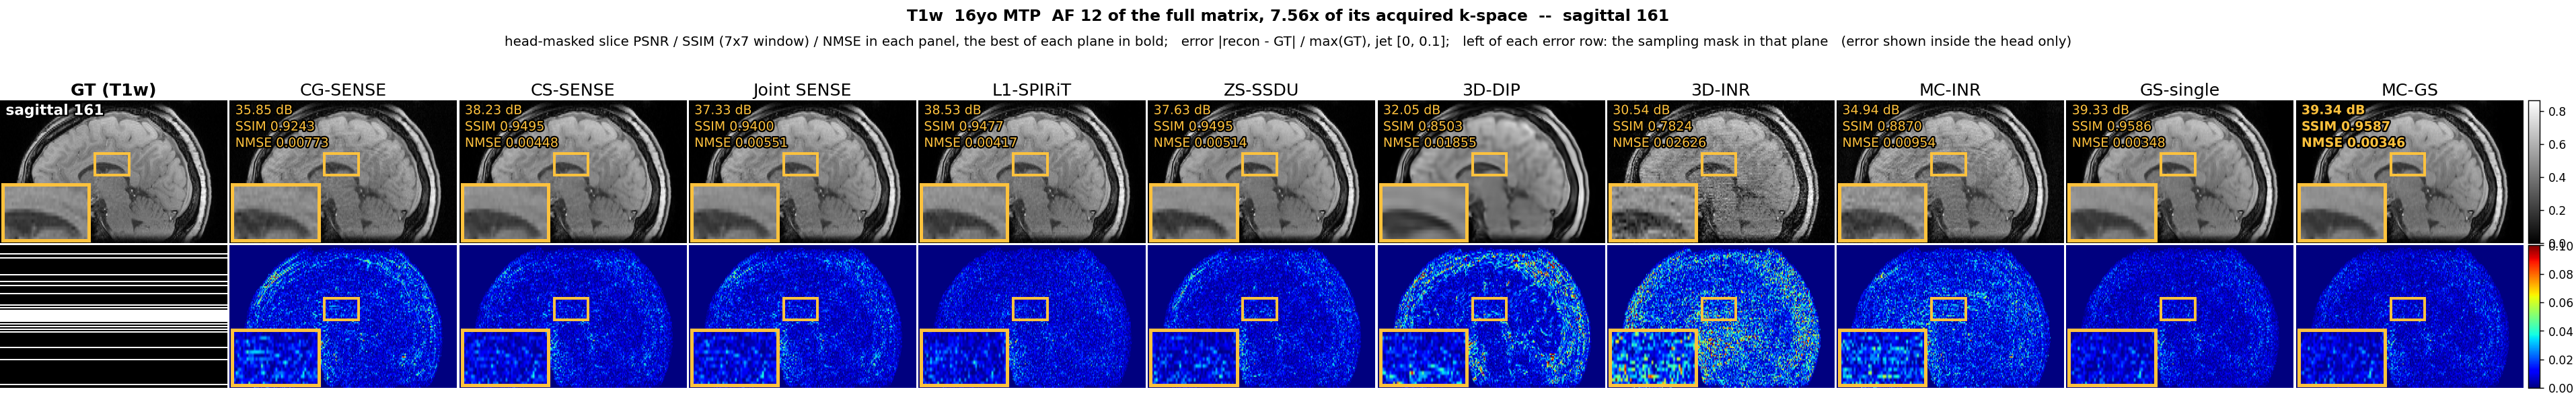 T1w 16yo MTP AF 12 of the full matrix, 7.56x of its acquired k-space -- sagittal 161
head-masked slice PSNR / SSIM (7x7 window) / NMSE in each panel, the best of each plane in bold; error |recon - GT| / max(GT), jet [0, 0.1]; left of each error row: the sampling mask in that plane (error shown inside the head only)
GT (T1w) CG-SENSE CS-SENSE Joint SENSE L1-SPIRiT ZS-SSDU 3D-DIP 3D-INR MC-INR GS-single MC-GS
sagittal 161 35.85 dB 38.23 dB 37.33 dB 38.53 dB 37.63 dB 32.05 dB 30.54 dB 34.94 dB 39.33 dB 39.34 dB
SSIM 0.9243 SSIM 0.9495 SSIM 0.9400 SSIM 0.9477 SSIM 0.9495 SSIM 0.8503 SSIM 0.7824 SSIM 0.8870 SSIM 0.9586 SSIM 0.9587
NMSE 0.00773 NMSE 0.00448 NMSE 0.00551 NMSE 0.00417 NMSE 0.00514 NMSE 0.01855 NMSE 0.02626 NMSE 0.00954 NMSE 0.00348 NMSE 0.00346
0.8
0.6
0.4
0.2
0.0
0.10
0.08
0.06
0.04
0.02
0.00